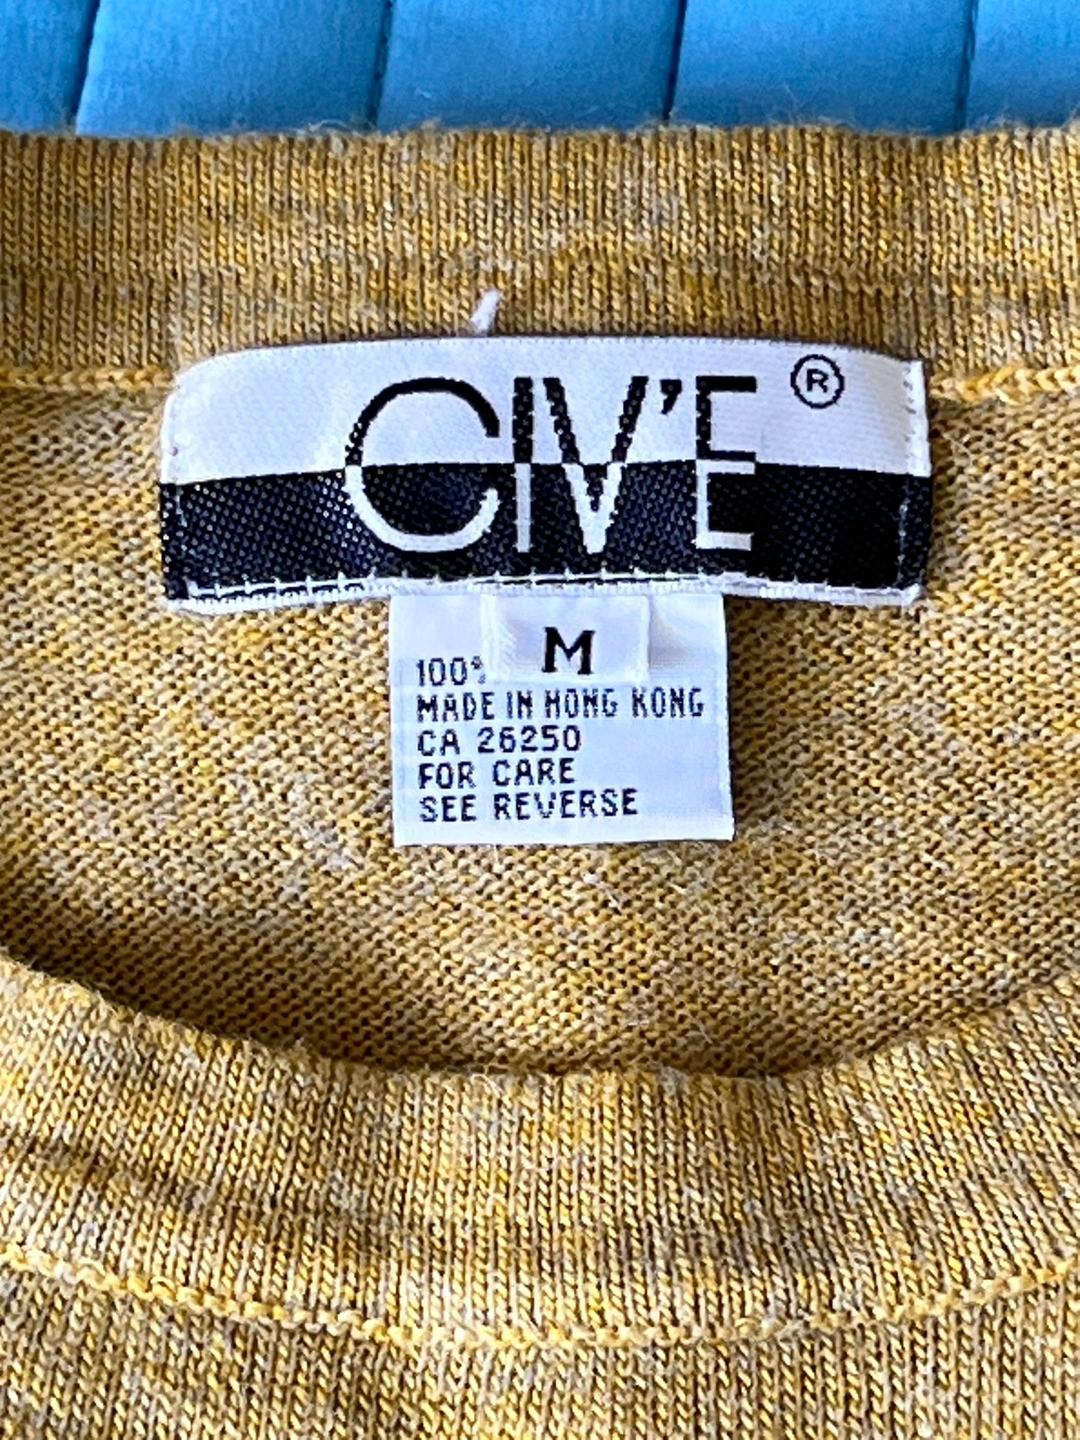 CIV'E ®
M
100%
MADE IN HONG KONG
CA 26250
FOR CARE
SEE REVERSE